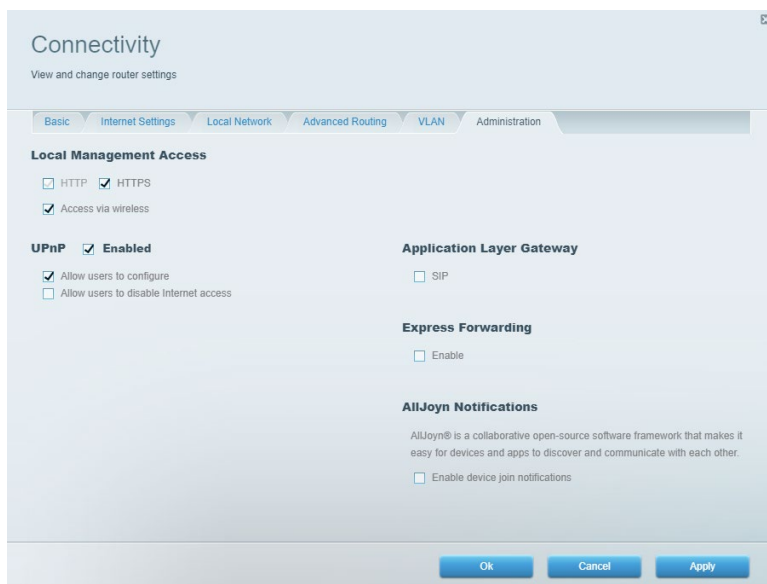 Connectivity
View and change router settings
Basic Internet Settings Local Network Advanced Routing VLAN Administration
Local Management Access
HTTP HTTPS
Access via wireless
UPnP Enabled
Allow users to configure
Allow users to disable Internet access
Application Layer Gateway
SIP
Express Forwarding
Enable
AllJoyn Notifications
AllJoyn® is a collaborative open-source software framework that makes it
easy for devices and apps to discover and communicate with each other.
Enable device join notifications
Ok Cancel Apply